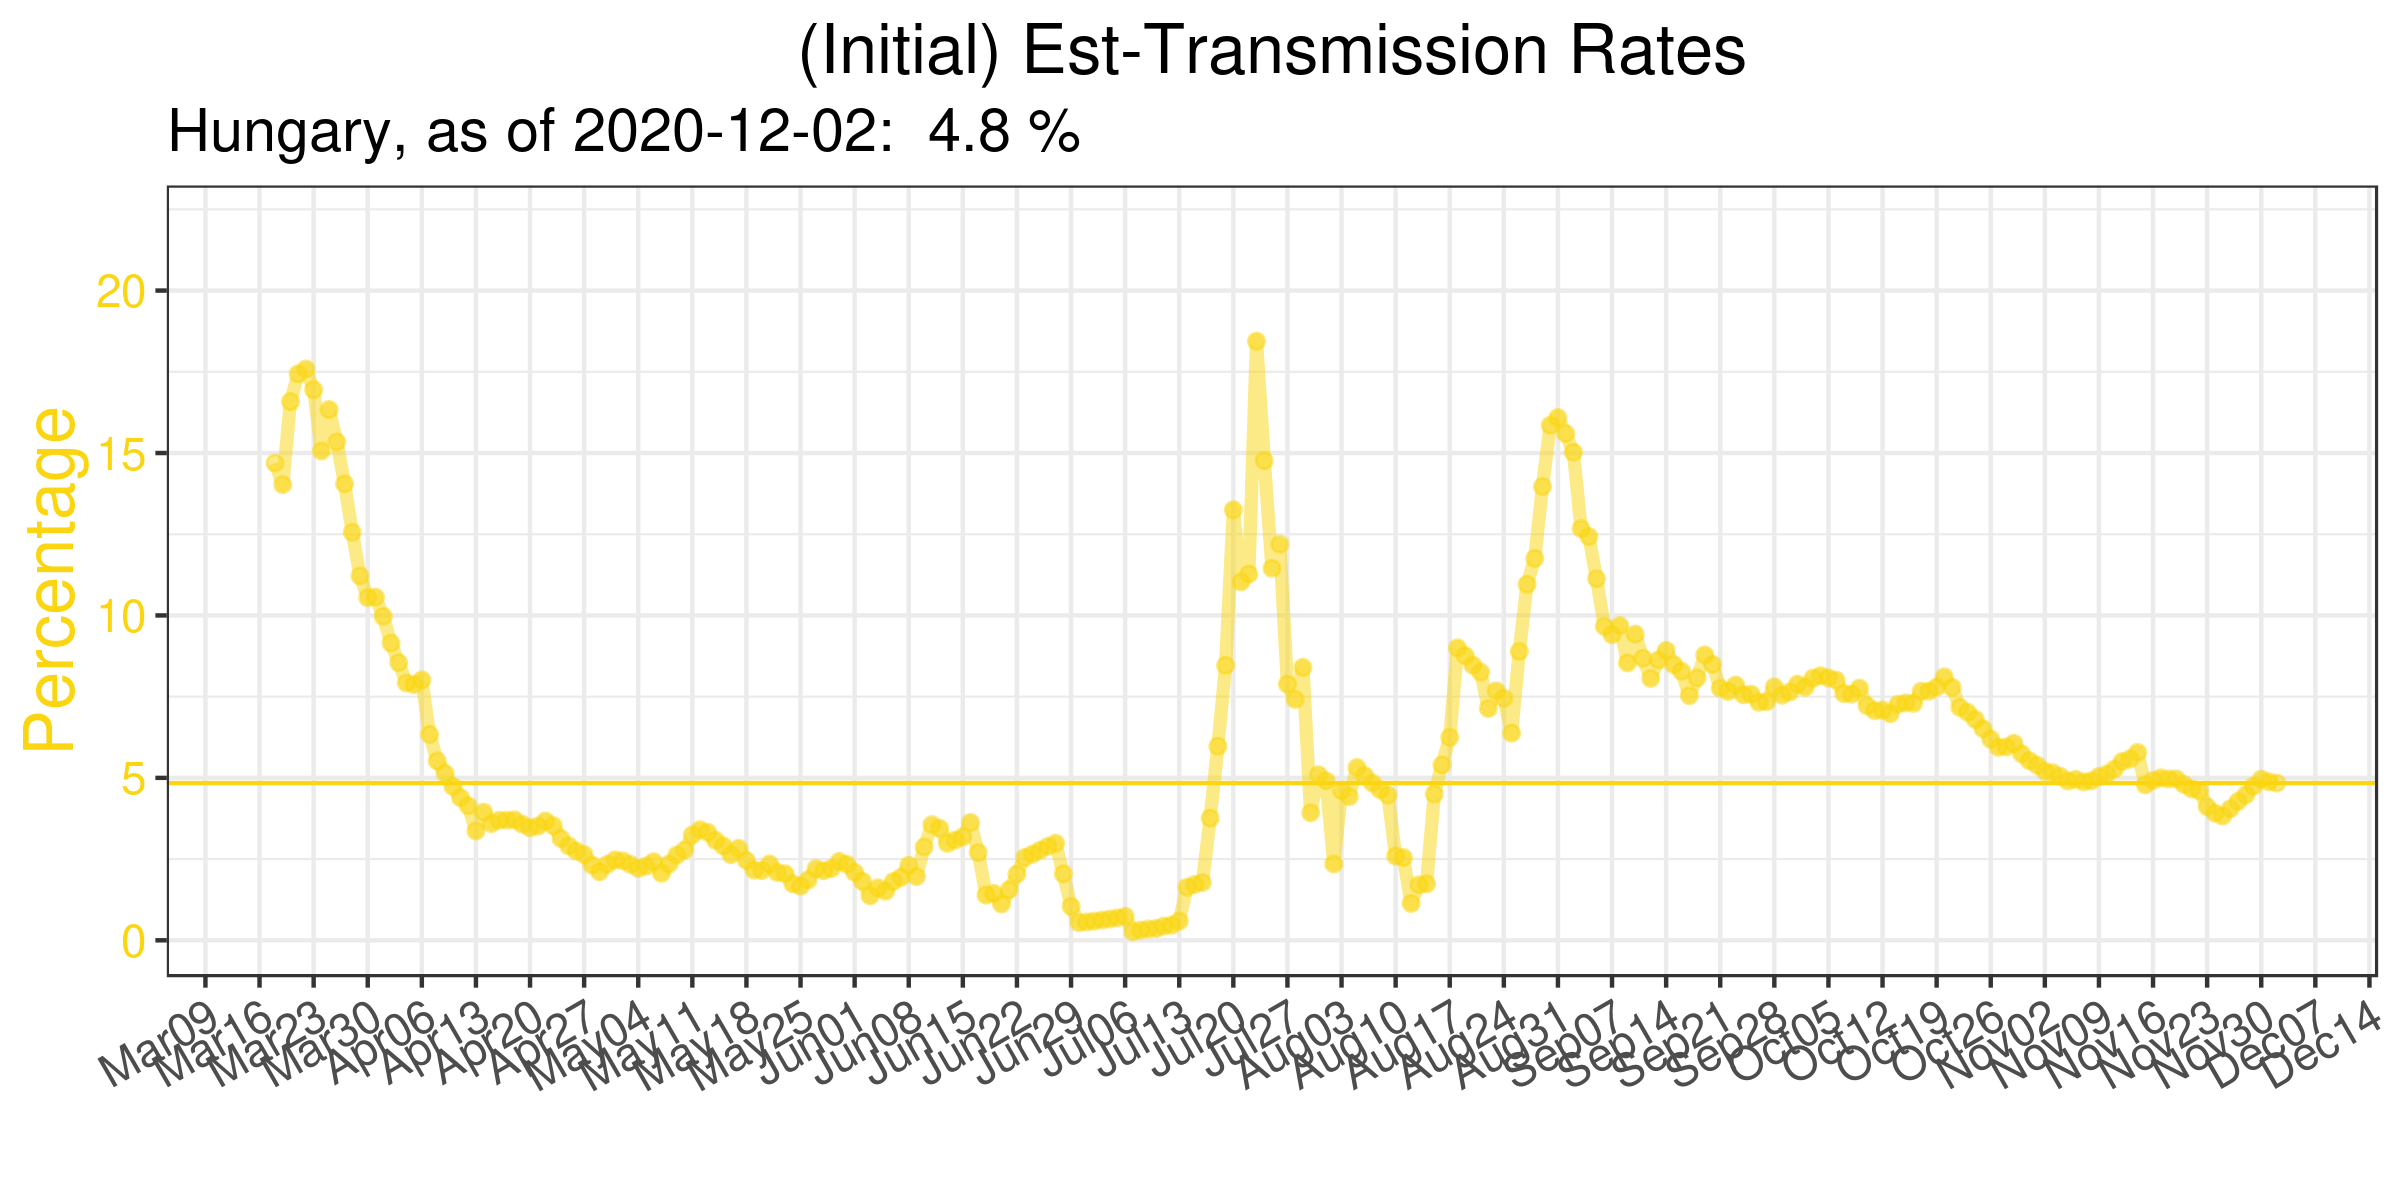 (Initial) Est-Transmission Rates
Hungary, as of 2020-12-02:  4.8 %
Percentage
20
15
10
5
0
Mar09
Mar16
Mar23
Mar30
Apr06
Apr13
Apr20
Apr27
May04
May11
May18
May25
Jun01
Jun08
Jun15
Jun22
Jun29
Jul06
Jul13
Jul20
Jul27
Aug03
Aug10
Aug17
Aug24
Aug31
Sep07
Sep14
Sep21
Sep28
Oct05
Oct12
Oct19
Oct26
Nov02
Nov09
Nov16
Nov23
Nov30
Dec07
Dec14